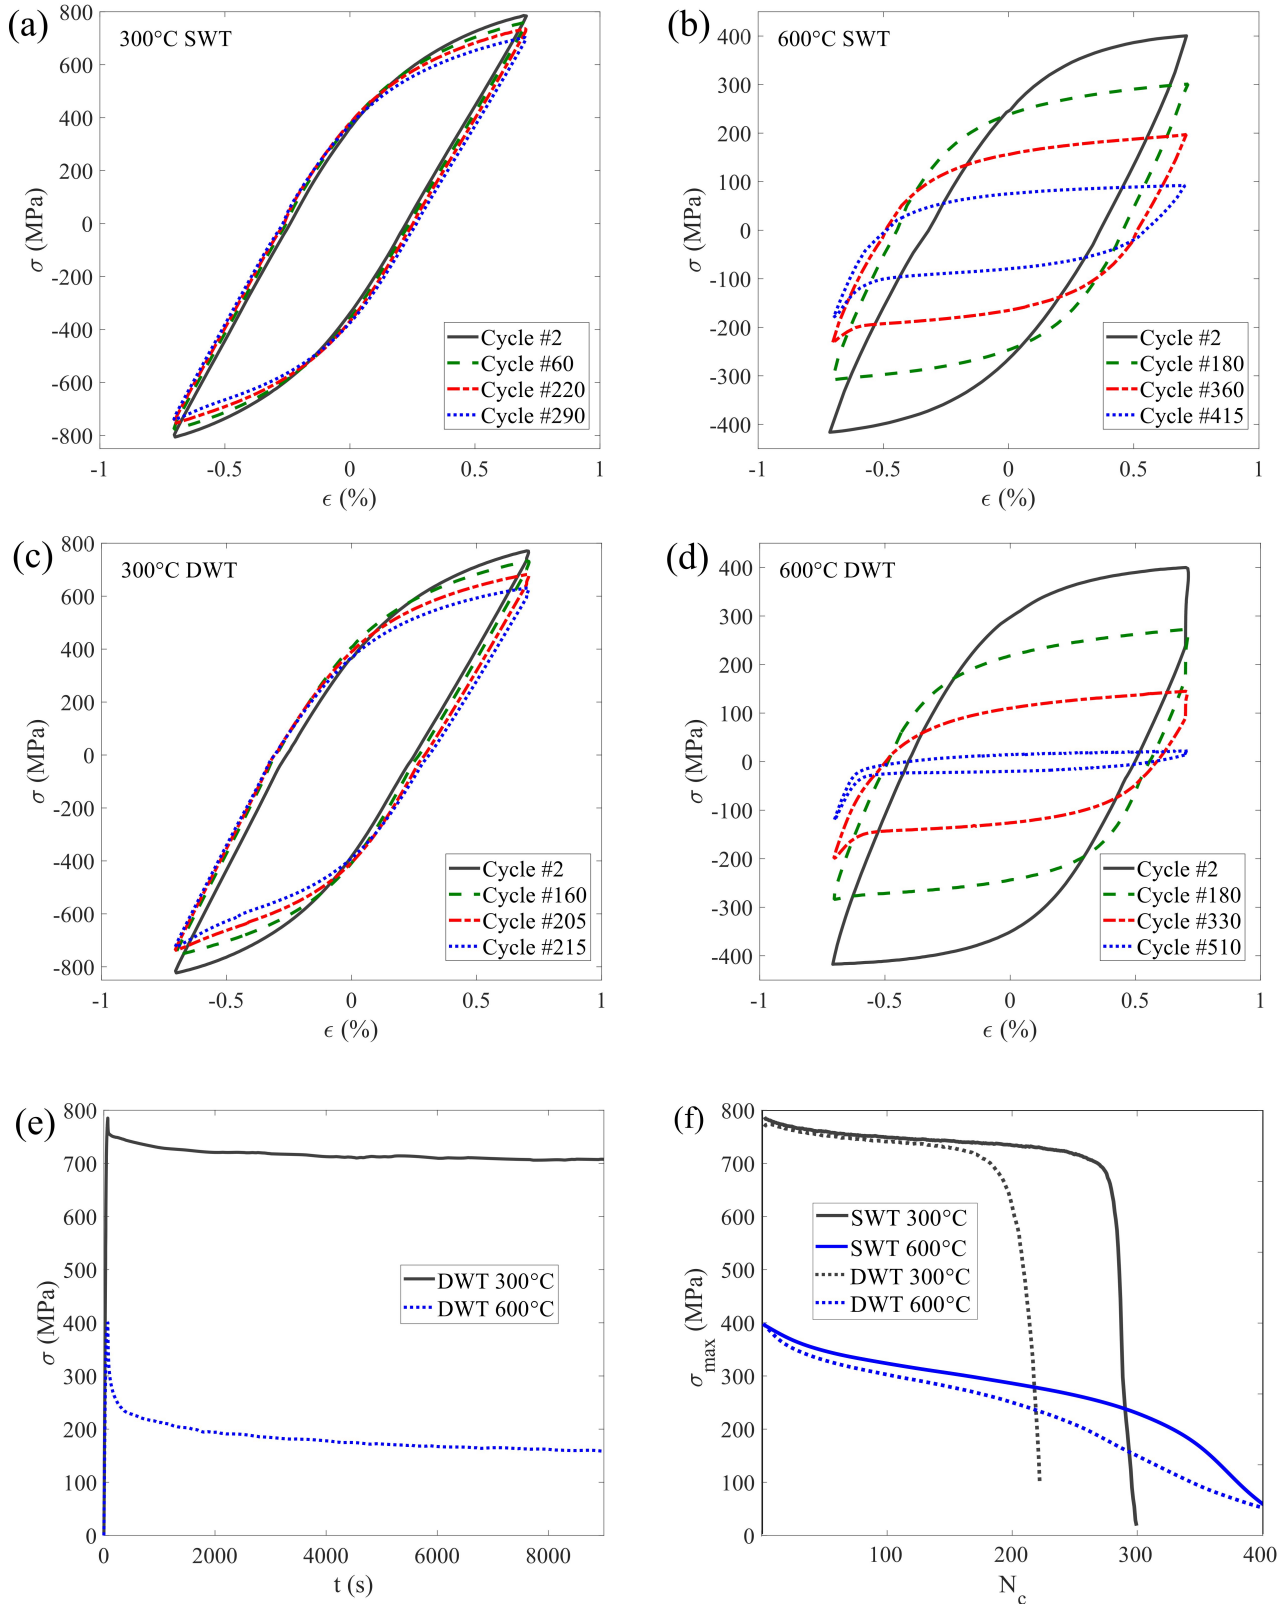 (a)
300°C SWT
800
600
400
200
0
-200
-400
-600
-800
σ (MPa)
Cycle #2
Cycle #60
Cycle #220
Cycle #290
-1
-0.5
0
0.5
1
ϵ (%)
(b)
600°C SWT
400
300
200
100
0
-100
-200
-300
-400
σ (MPa)
Cycle #2
Cycle #180
Cycle #360
Cycle #415
-1
-0.5
0
0.5
1
ϵ (%)
(c)
300°C DWT
800
600
400
200
0
-200
-400
-600
-800
σ (MPa)
Cycle #2
Cycle #160
Cycle #205
Cycle #215
-1
-0.5
0
0.5
1
ϵ (%)
(d)
600°C DWT
400
300
200
100
0
-100
-200
-300
-400
σ (MPa)
Cycle #2
Cycle #180
Cycle #330
Cycle #510
-1
-0.5
0
0.5
1
ϵ (%)
(e)
800
700
600
500
400
300
200
100
0
σ (MPa)
DWT 300°C
DWT 600°C
0
2000
4000
6000
8000
t (s)
(f)
800
700
600
500
400
300
200
100
0
σmax (MPa)
SWT 300°C
SWT 600°C
DWT 300°C
DWT 600°C
100
200
300
400
Nc